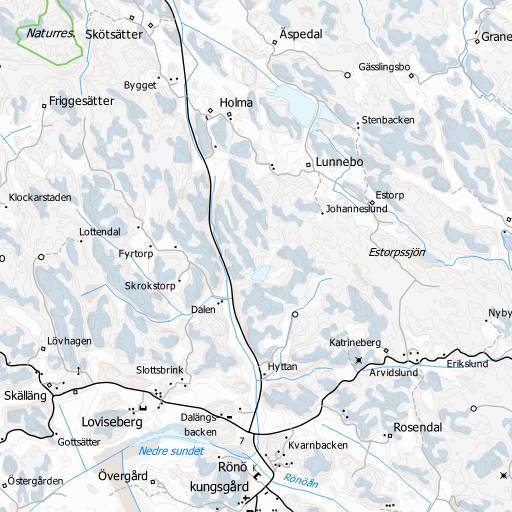 Naturres.
Skötsätter
Äspedal
Grane
Gässlingsbo
Bygget
Friggesätter
Holma
Stenbacken
Lunnebo
Klockarstaden
Estorp
Johanneslund
Lottendal
Fyrtorp
Estorpssjön
Skrokstorp
Dalen
Nyby
Lövhagen
Katrineberg
Slottsbrink
Hyttan
Erikslund
Arvidslund
Skälläng
Loviseberg
Dalängs-
backen
Rosendal
Gottsätter
7
Kvarnbacken
Nedre sundet
Rönö
kungsgård
Övergård
Rönöån
Östergården